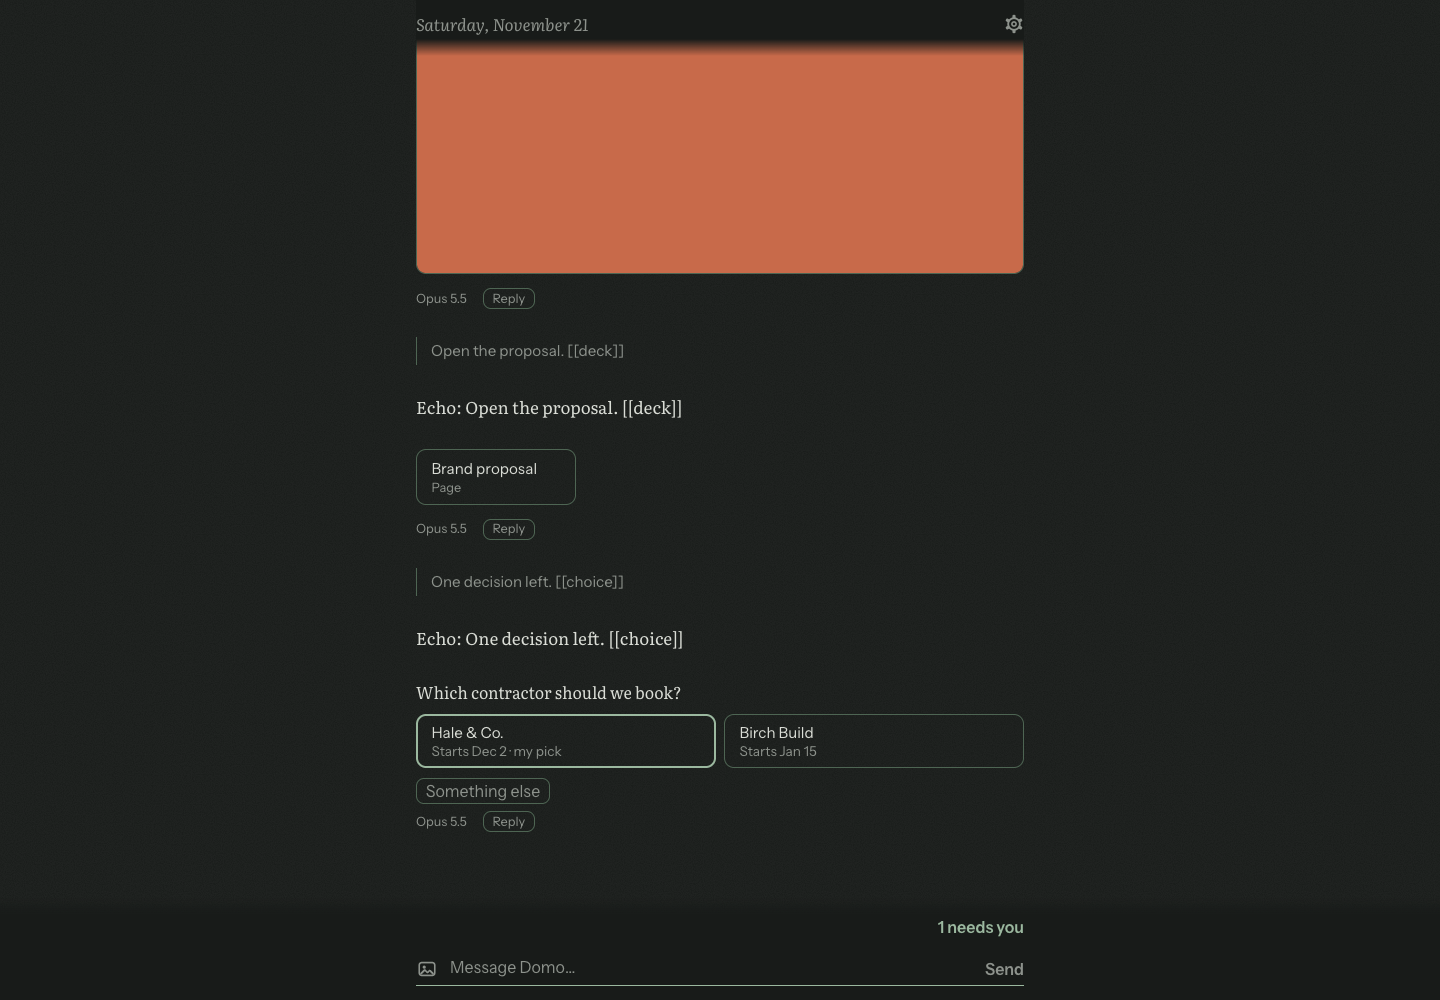 Saturday, November 21
Opus 5.5 Reply
Open the proposal. [[deck]]
Echo: Open the proposal. [[deck]]
Brand proposal
Page
Opus 5.5 Reply
One decision left. [[choice]]
Echo: One decision left. [[choice]]
Which contractor should we book?
Hale & Co.
Starts Dec 2 · my pick
Birch Build
Starts Jan 15
Something else
Opus 5.5 Reply
1 needs you
Message Domo...
Send